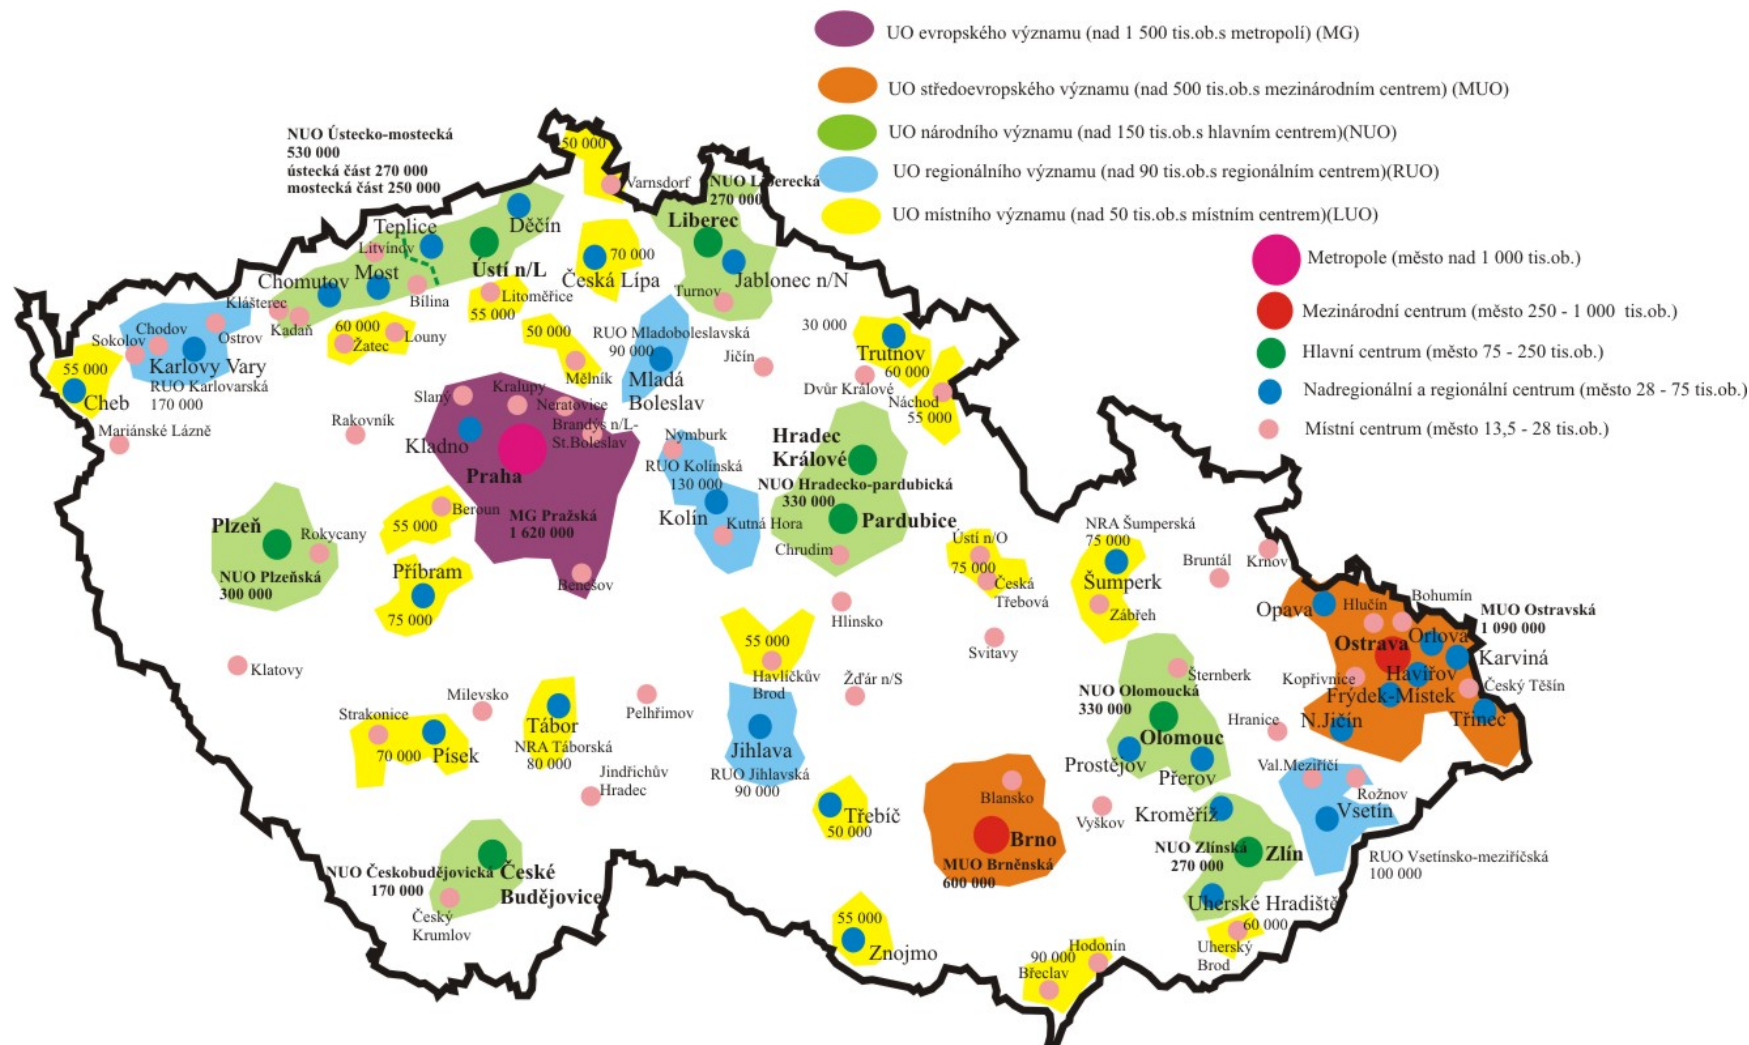 UO evropského významu (nad 1 500 tis.ob.s metropolí) (MG)
UO středoevropského významu (nad 500 tis.ob.s mezinárodním centrem) (MUO)
UO národního významu (nad 150 tis.ob.s hlavním centrem)(NUO)
UO regionálního významu (nad 90 tis.ob.s regionálním centrem)(RUO)
UO místního významu (nad 50 tis.ob.s místním centrem)(LUO)
Metropole (město nad 1 000 tis.ob.)
Mezinárodní centrum (město 250 - 1 000 tis.ob.)
Hlavní centrum (město 75 - 250 tis.ob.)
Nadregionální a regionální centrum (město 28 - 75 tis.ob.)
Místní centrum (město 13,5 - 28 tis.ob.)
NUO Ústecko-mostecká
530 000
ústecká část 270 000
mostecká část 250 000
50 000
Varnsdorf
NUO Liberecká
270 000
Liberec
Jablonec n/N
Turnov
Teplice
Děčín
Litvínov
Ústí n/L
Most
Chomutov
Bílina
Klášterec
Kadaň
70 000
Česká Lípa
Litoměřice
55 000
60 000
Louny
Žatec
50 000
Mělník
RUO Mladoboleslavská
90 000
Mladá
Boleslav
Jičín
30 000
Trutnov
60 000
Dvůr Králové
Náchod
55 000
Chodov
Sokolov
Ostrov
Karlovy Vary
RUO Karlovarská
170 000
55 000
Cheb
Mariánské Lázně
Rakovník
Slany
Kralupy
Neratovice
Brandýs n/L-
St.Boleslav
Kladno
Praha
MG Pražská
1 620 000
Benešov
Nymburk
RUO Kolínská
130 000
Kolín
Kutná Hora
Hradec
Králové
NUO Hradecko-pardubická
330 000
Pardubice
Chrudim
Hlinsko
Plzeň
Rokycany
NUO Plzeňská
300 000
55 000
Beroun
Příbram
75 000
Klatovy
Ústí n/O
75 000
Česká
Třebová
Svitavy
NRA Šumperská
75 000
Šumperk
Zábřeh
Bruntál
Krnov
Opava
Hlučín
Bohumín
MUO Ostravská
1 090 000
Ostrava
Orlova
Karviná
Havířov
Kopřivnice
Český Těšín
Frýdek-Místek
Třinec
N.Jičín
Hranice
Šternberk
NUO Olomoucká
330 000
Olomouc
Prostějov
Přerov
55 000
Havlíčkův
Brod
Žďár n/S
Pelhřimov
Jihlava
RUO Jihlavská
90 000
Milevsko
Strakonice
70 000
Písek
Tábor
NRA Táborská
80 000
Jindřichův
Hradec
Třebíč
50 000
Blansko
Brno
MUO Brněnská
600 000
Vyškov
Val.Meziříčí
Rožnov
Vsetín
RUO Vsetínsko-meziříčská
100 000
Kroměříž
NUO Zlínská
270 000
Zlín
Uherské Hradiště
60 000
Uherský
Brod
NUO Českobudějovická
170 000
České
Budějovice
Český
Krumlov
55 000
Znojmo
Hodonín
90 000
Břeclav